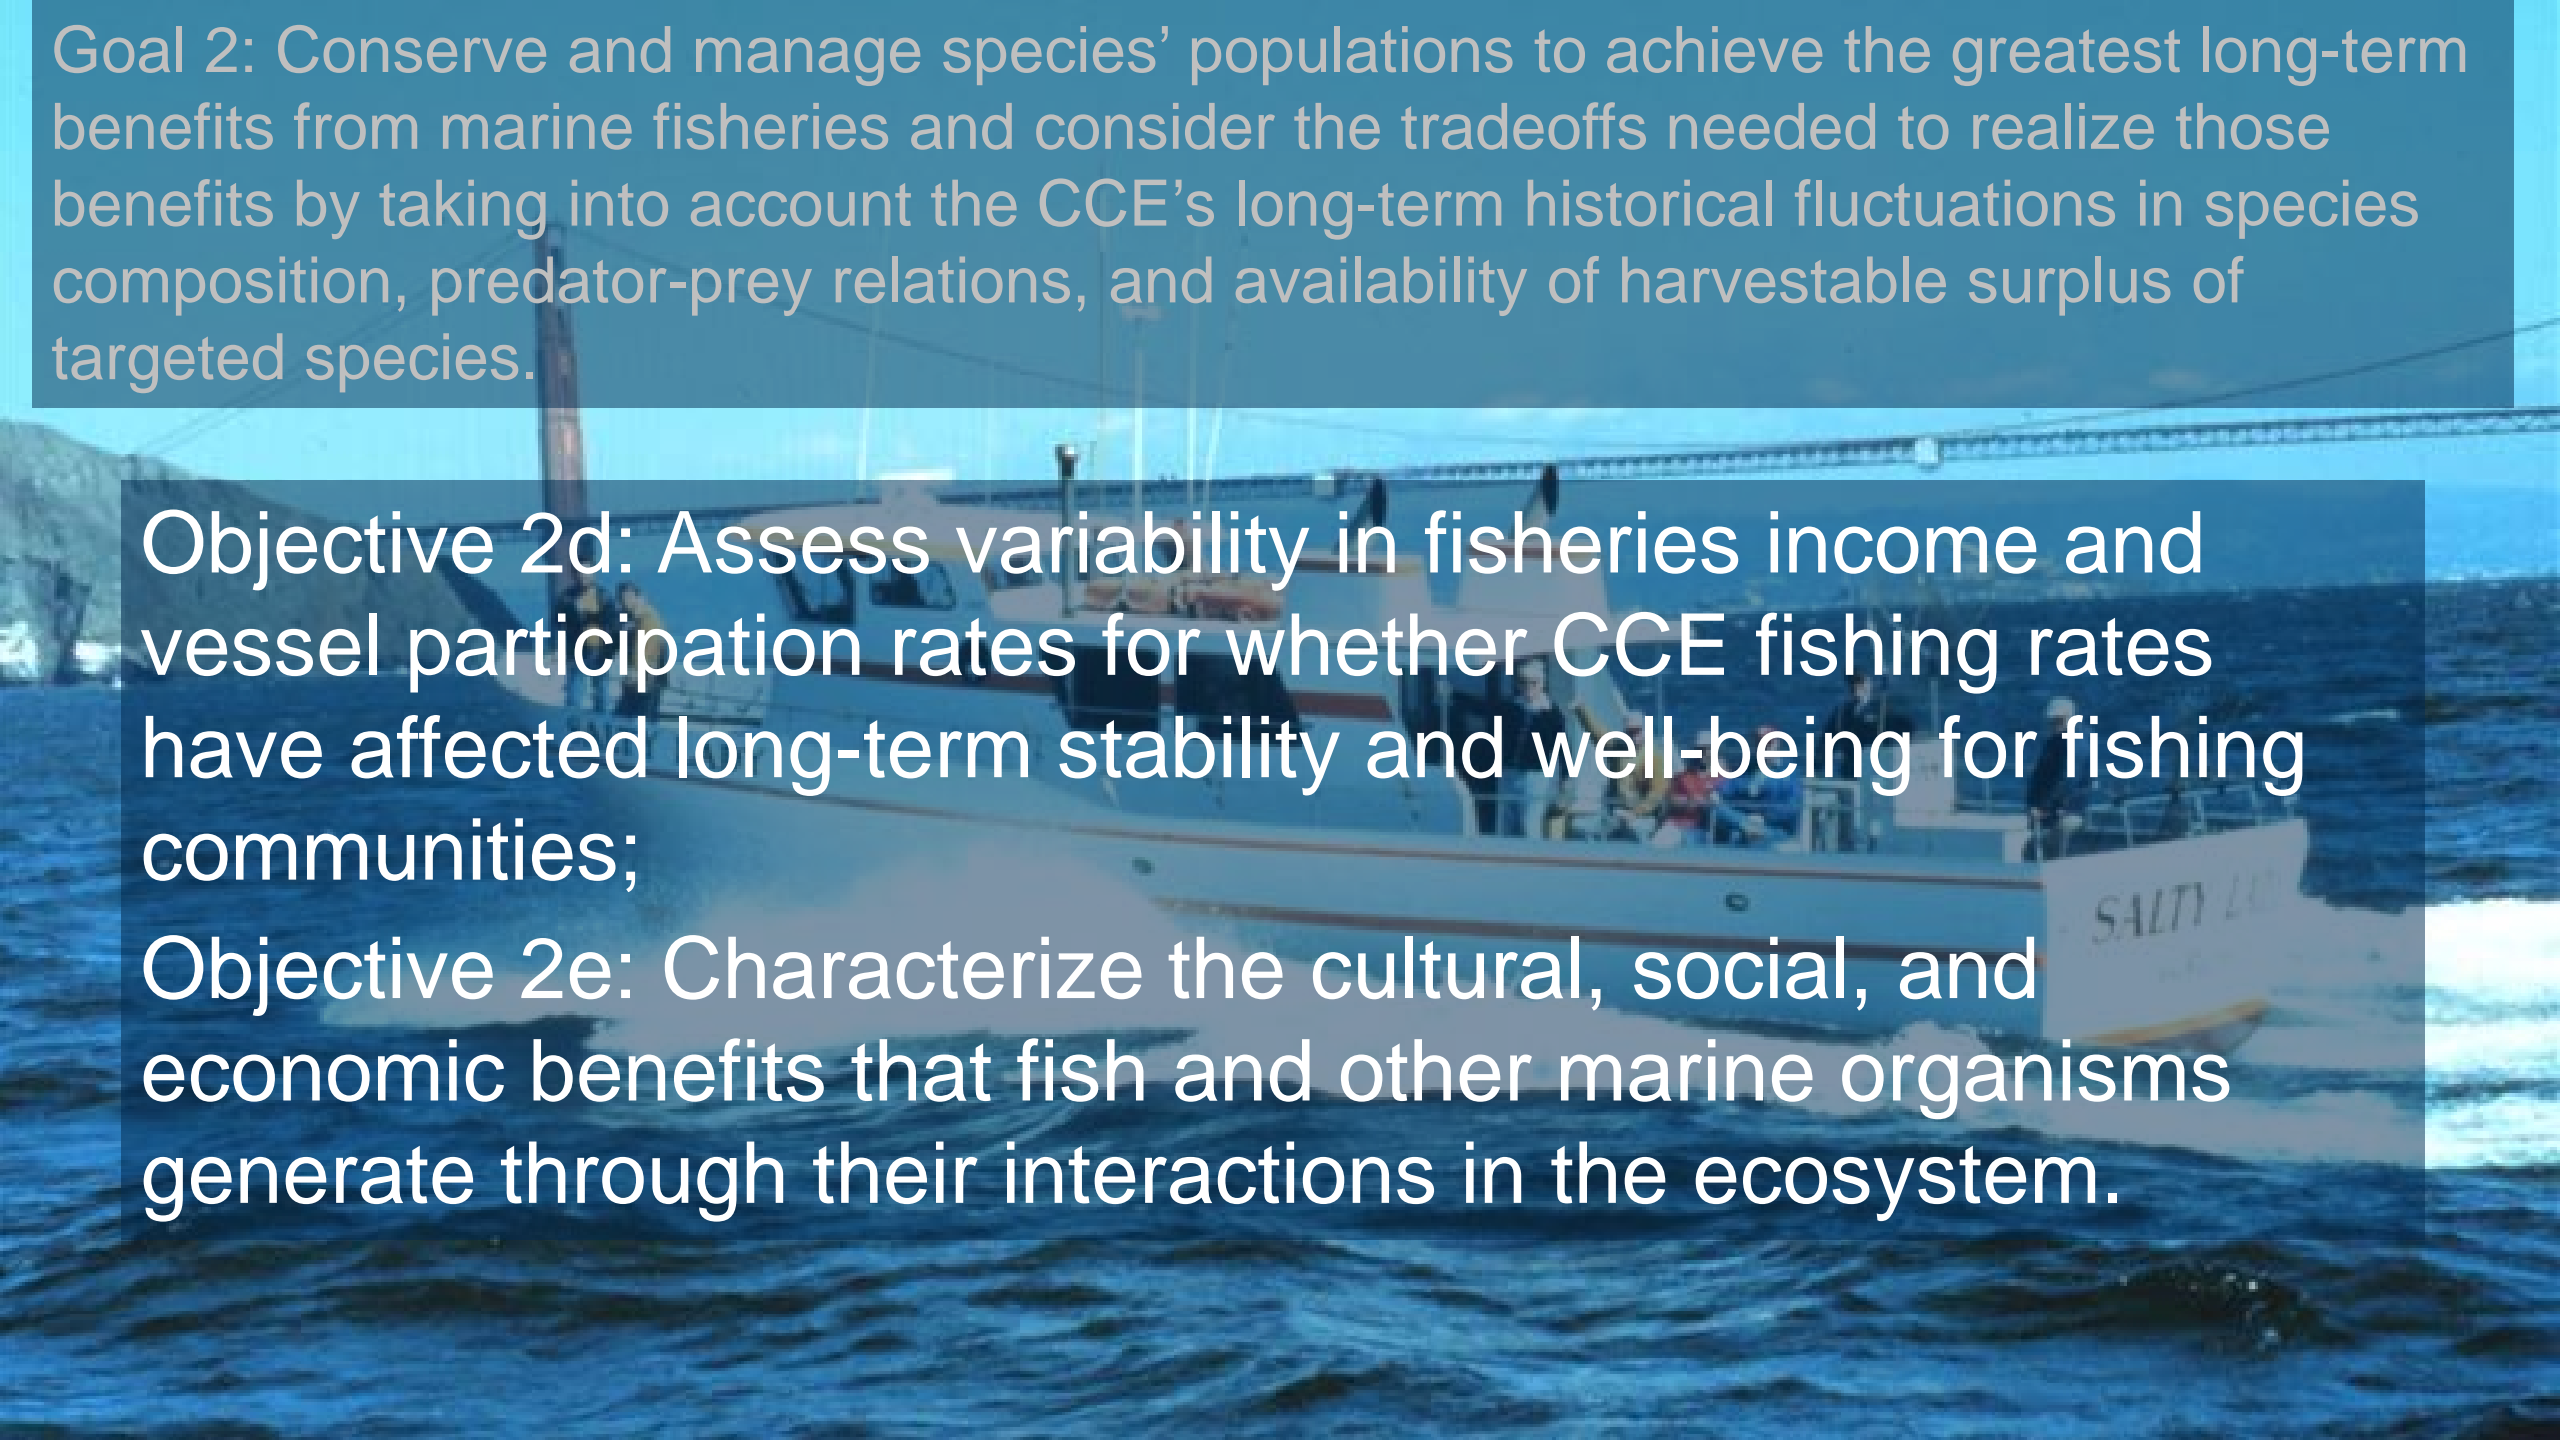 Goal 2: Conserve and manage species’ populations to achieve the greatest long-term
benefits from marine fisheries and consider the tradeoffs needed to realize those
benefits by taking into account the CCE’s long-term historical fluctuations in species
composition, predator-prey relations, and availability of harvestable surplus of
targeted species.
Objective 2d: Assess variability in fisheries income and
vessel participation rates for whether CCE fishing rates
have affected long-term stability and well-being for fishing
communities;
Objective 2e: Characterize the cultural, social, and
economic benefits that fish and other marine organisms
generate through their interactions in the ecosystem.
SALTY